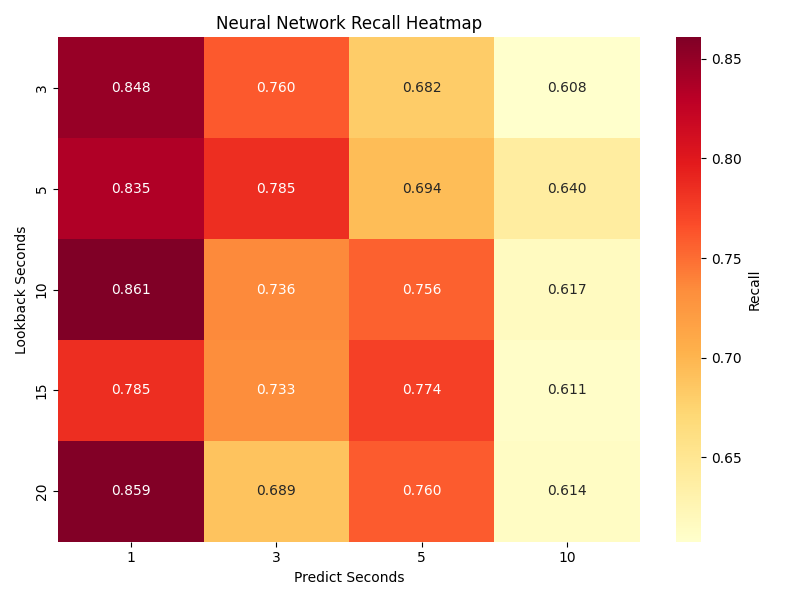 Neural Network Recall Heatmap
3 0.848 0.760 0.682 0.608
5 0.835 0.785 0.694 0.640
10 0.861 0.736 0.756 0.617
15 0.785 0.733 0.774 0.611
20 0.859 0.689 0.760 0.614
1 3 5 10
Predict Seconds
Lookback Seconds
0.85
0.80
0.75
0.70
0.65
Recall